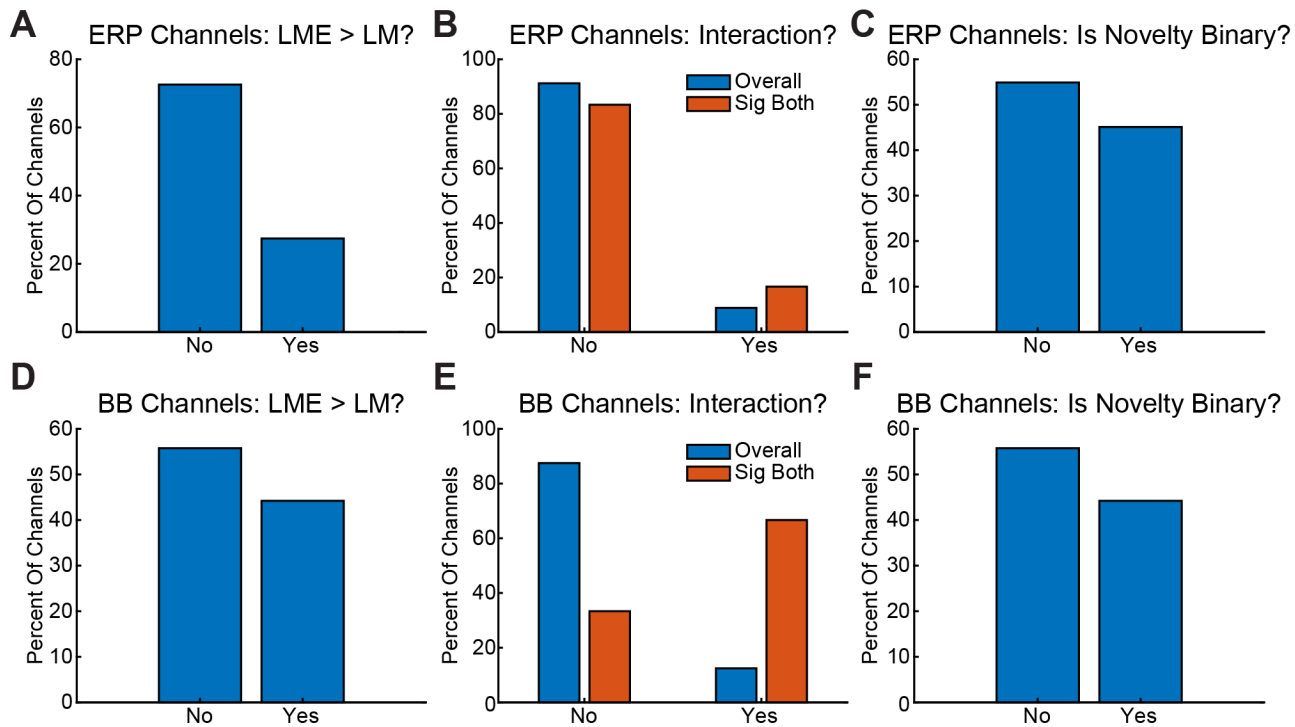 A
ERP Channels: LME > LM?
Percent Of Channels
80
60
40
20
0
No Yes
B
ERP Channels: Interaction?
Percent Of Channels
100
80
60
40
20
0
Overall
Sig Both
No Yes
C
ERP Channels: Is Novelty Binary?
Percent Of Channels
60
50
40
30
20
10
0
No Yes
D
BB Channels: LME > LM?
Percent Of Channels
60
50
40
30
20
10
0
No Yes
E
BB Channels: Interaction?
Percent Of Channels
100
80
60
40
20
0
Overall
Sig Both
No Yes
F
BB Channels: Is Novelty Binary?
Percent Of Channels
60
50
40
30
20
10
0
No Yes